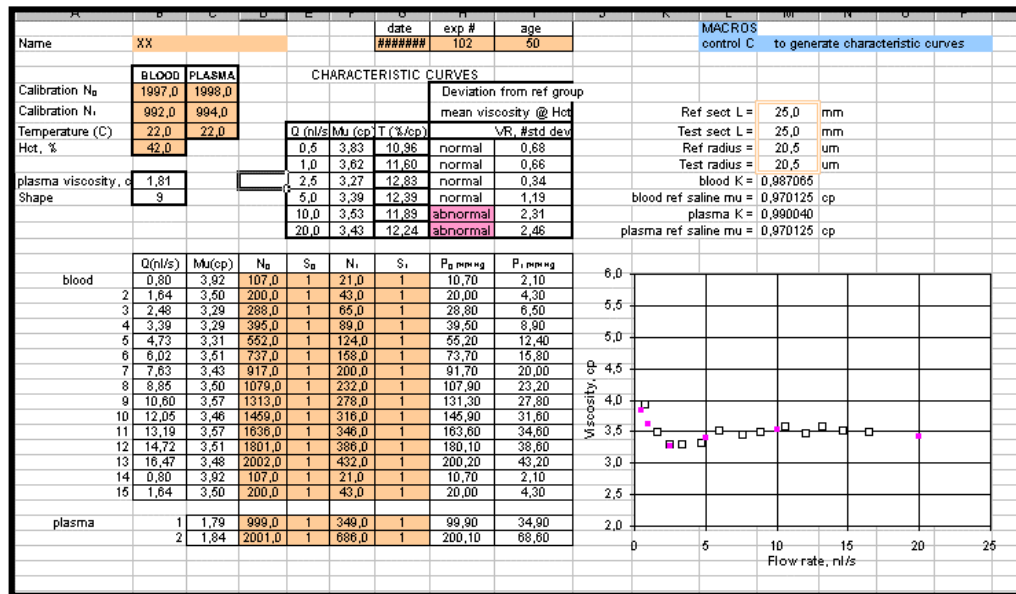 A B C D E F G H I J K L M N O P
date exp # age MACROS
Name XX ####### 102 50 control C to generate characteristic curves
BLOOD PLASMA CHARACTERISTIC CURVES
Calibration N₀ 1997,0 1998,0 Deviation from ref group
Calibration N₁ 992,0 994,0 mean viscosity @ Hct Ref sect L = 25,0 mm
Temperature (C) 22,0 22,0 Q (nl/s Mu (cp) T (%/cp) VR, #std dev Test sect L = 25,0 mm
Hct, % 42,0 0,5 3,83 10,96 normal 0,68 Ref radius = 20,5 um
1,0 3,62 11,60 normal 0,66 Test radius = 20,5 um
plasma viscosity, c 1,81 2,5 3,27 12,83 normal 0,34 blood K = 0,987065
Shape 9 5,0 3,39 12,39 normal 1,19 blood ref saline mu = 0,970125 cp
10,0 3,53 11,89 abnormal 2,31 plasma K = 0,990040
20,0 3,43 12,24 abnormal 2,46 plasma ref saline mu = 0,970125 cp
Q(nl/s) Mu(cp) N₀ S₀ N₁ S₁ P₀ mmHg P₁ mmHg
blood 0,80 3,92 107,0 1 21,0 1 10,70 2,10
2 1,64 3,50 200,0 1 43,0 1 20,00 4,30
3 2,48 3,29 288,0 1 65,0 1 28,80 6,50
4 3,39 3,29 395,0 1 89,0 1 39,50 8,90
5 4,73 3,31 552,0 1 124,0 1 55,20 12,40
6 6,02 3,51 737,0 1 158,0 1 73,70 15,80
7 7,63 3,43 917,0 1 200,0 1 91,70 20,00
8 8,85 3,50 1079,0 1 232,0 1 107,90 23,20
9 10,60 3,57 1313,0 1 278,0 1 131,30 27,80
10 12,05 3,46 1459,0 1 316,0 1 145,90 31,60
11 13,19 3,57 1636,0 1 346,0 1 163,60 34,60
12 14,72 3,51 1801,0 1 386,0 1 180,10 38,60
13 16,47 3,48 2002,0 1 432,0 1 200,20 43,20
14 0,80 3,92 107,0 1 21,0 1 10,70 2,10
15 1,64 3,50 200,0 1 43,0 1 20,00 4,30
plasma 1 1,79 999,0 1 349,0 1 99,90 34,90
2 1,84 2001,0 1 686,0 1 200,10 68,60
6,0
5,5
5,0
4,5
4,0
3,5
3,0
2,5
2,0
Viscosity, cp
0 5 10 15 20 25
Flow rate, nl/s